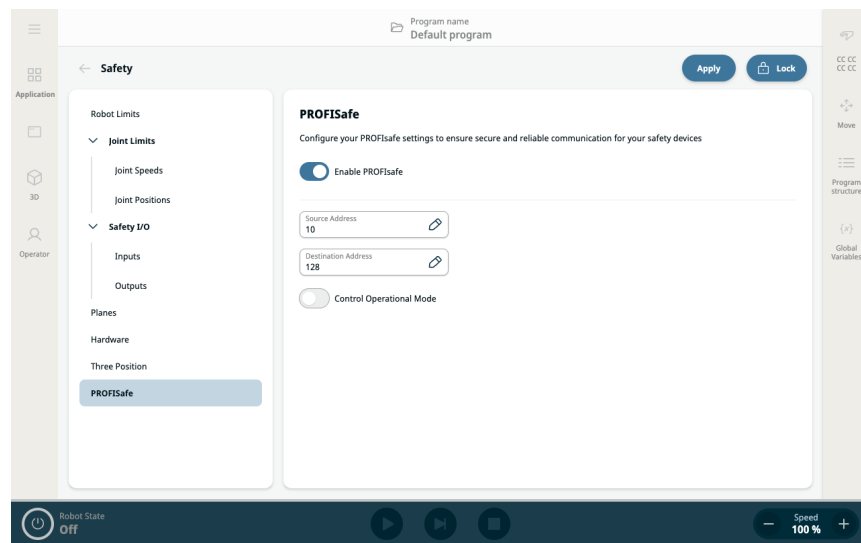 Program name
Default program
Application
3D
Operator
Safety
Apply
Lock
Robot Limits
Joint Limits
Joint Speeds
Joint Positions
Safety I/O
Inputs
Outputs
Planes
Hardware
Three Position
PROFISafe
PROFISafe
Configure your PROFIsafe settings to ensure secure and reliable communication for your safety devices
Enable PROFIsafe
Source Address
10
Destination Address
128
Control Operational Mode
CC CC
CC CC
Move
Program
structure
{x}
Global
Variables
Robot State
Off
Speed
100 %